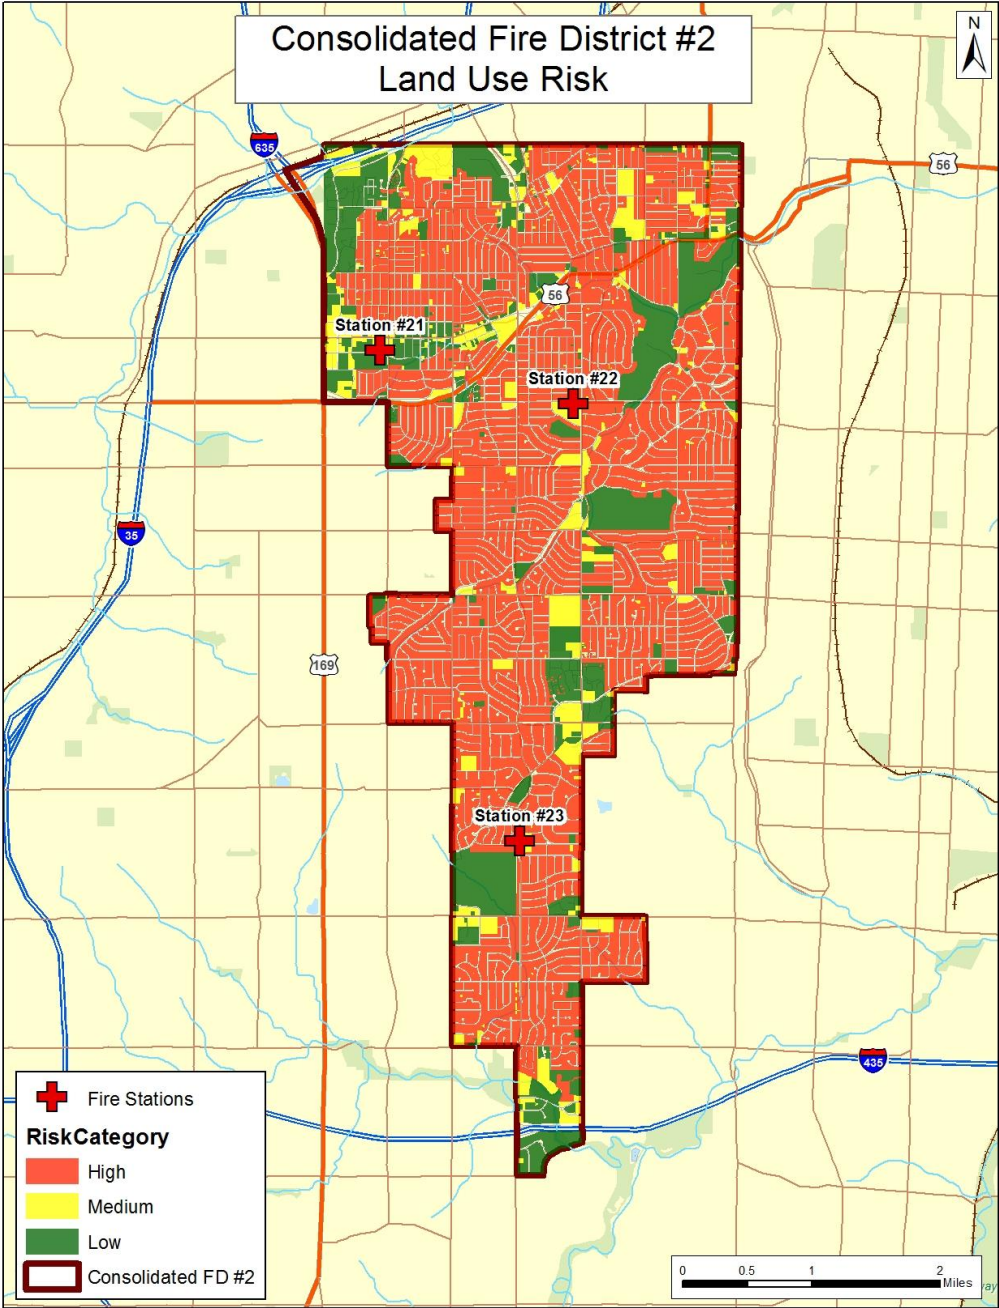 Consolidated Fire District #2
Land Use Risk
N
635
56
56
Station #21
Station #22
35
169
Station #23
435
Fire Stations
RiskCategory
High
Medium
Low
Consolidated FD #2
0 0.5 1 2
Miles